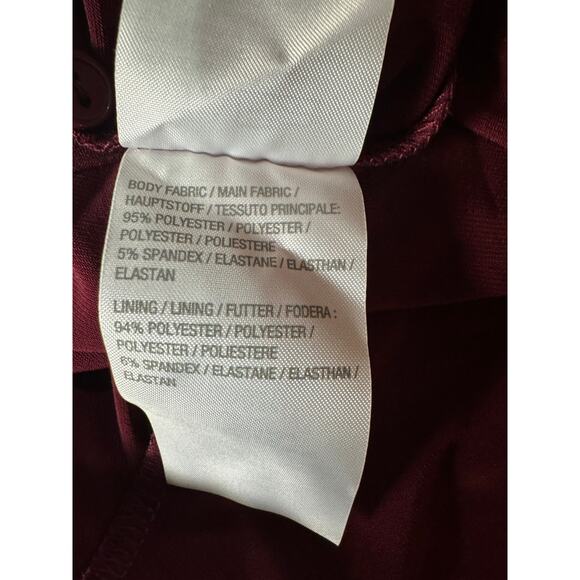 BODY FABRIC / MAIN FABRIC /
HAUPTSTOFF / TESSUTO PRINCIPALE:
95% POLYESTER / POLYESTER /
POLYESTER / POLIESTERE
5% SPANDEX / ELASTANE / ELASTHAN /
ELASTAN
LINING / LINING / FUTTER / FODERA :
94% POLYESTER / POLYESTER /
POLYESTER / POLIESTERE
6% SPANDEX / ELASTANE / ELASTHAN /
ELASTAN